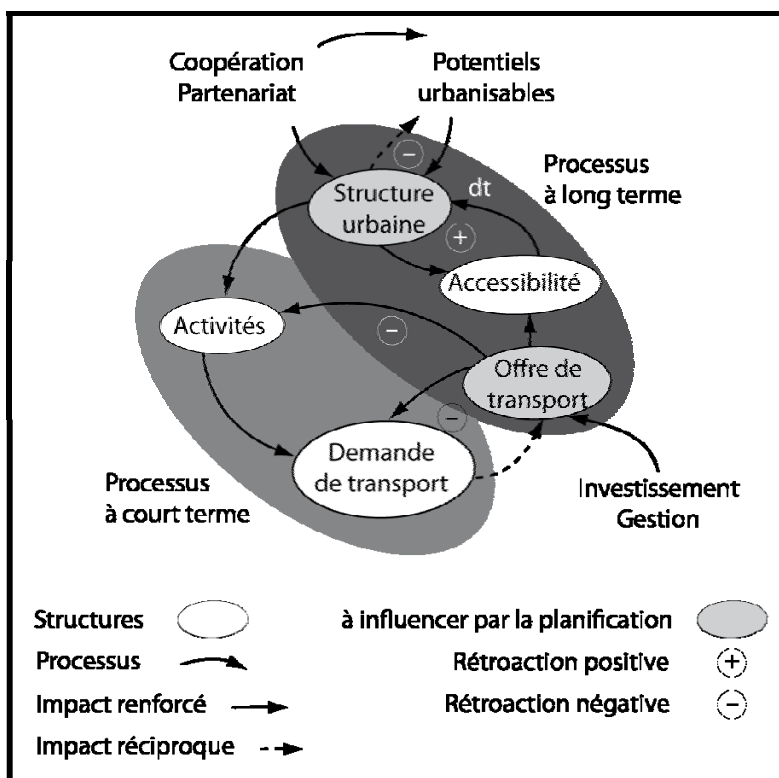 Coopération
Partenariat
Potentiels
urbanisables
−
Processus
à long terme
Structure
urbaine
dt
+
Accessibilité
Activités
−
Offre de
transport
−
Demande
de transport
Processus
à court terme
Investissement
Gestion
Structures
à influencer par la planification
Processus
Rétroaction positive +
Impact renforcé
Rétroaction négative −
Impact réciproque